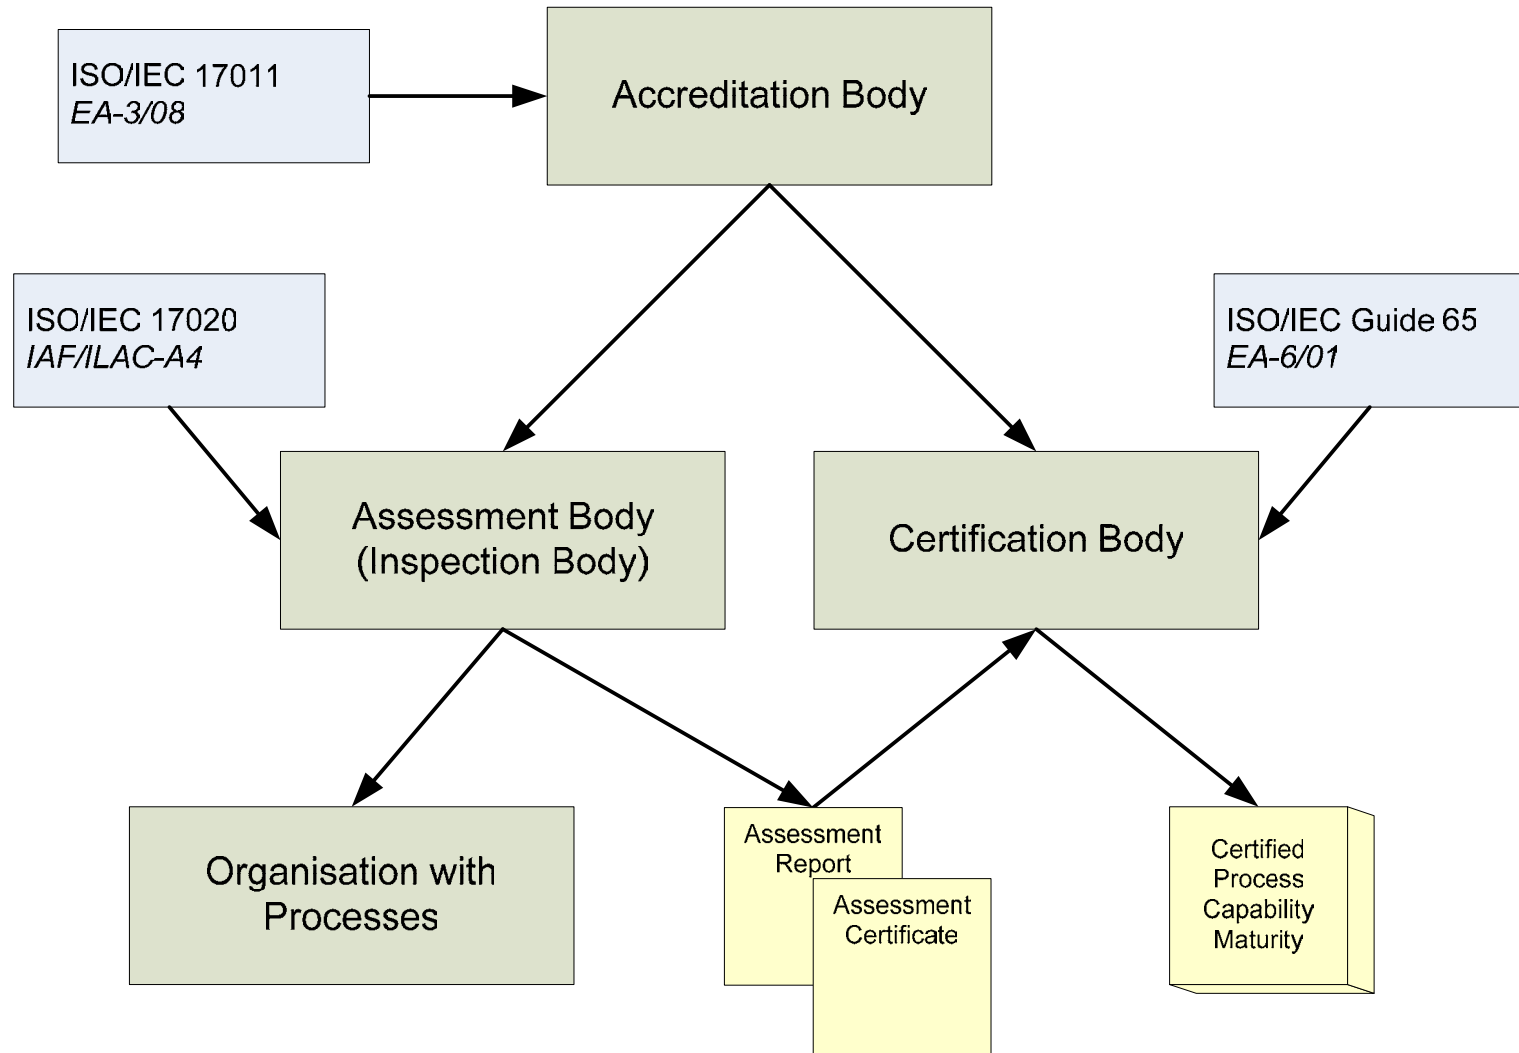 ISO/IEC 17011
EA-3/08
Accreditation Body
ISO/IEC 17020
IAF/ILAC-A4
ISO/IEC Guide 65
EA-6/01
Assessment Body
(Inspection Body)
Certification Body
Organisation with
Processes
Assessment
Report
Assessment
Certificate
Certified
Process
Capability
Maturity